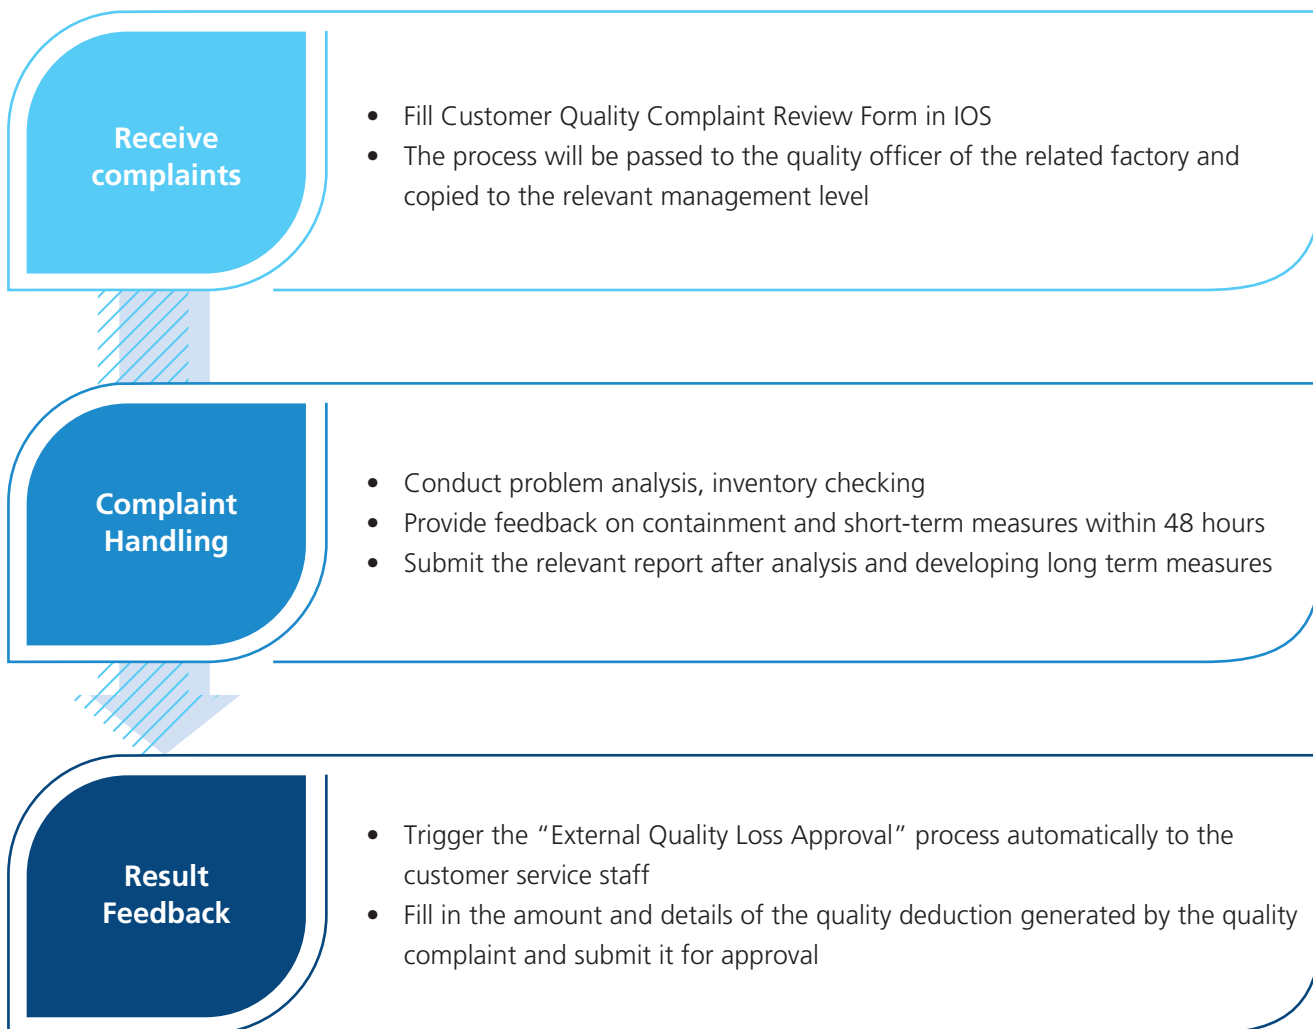 Receive
complaints
• Fill Customer Quality Complaint Review Form in IOS
• The process will be passed to the quality officer of the related factory and
copied to the relevant management level
Complaint
Handling
• Conduct problem analysis, inventory checking
• Provide feedback on containment and short-term measures within 48 hours
• Submit the relevant report after analysis and developing long term measures
Result
Feedback
• Trigger the “External Quality Loss Approval” process automatically to the
customer service staff
• Fill in the amount and details of the quality deduction generated by the quality
complaint and submit it for approval